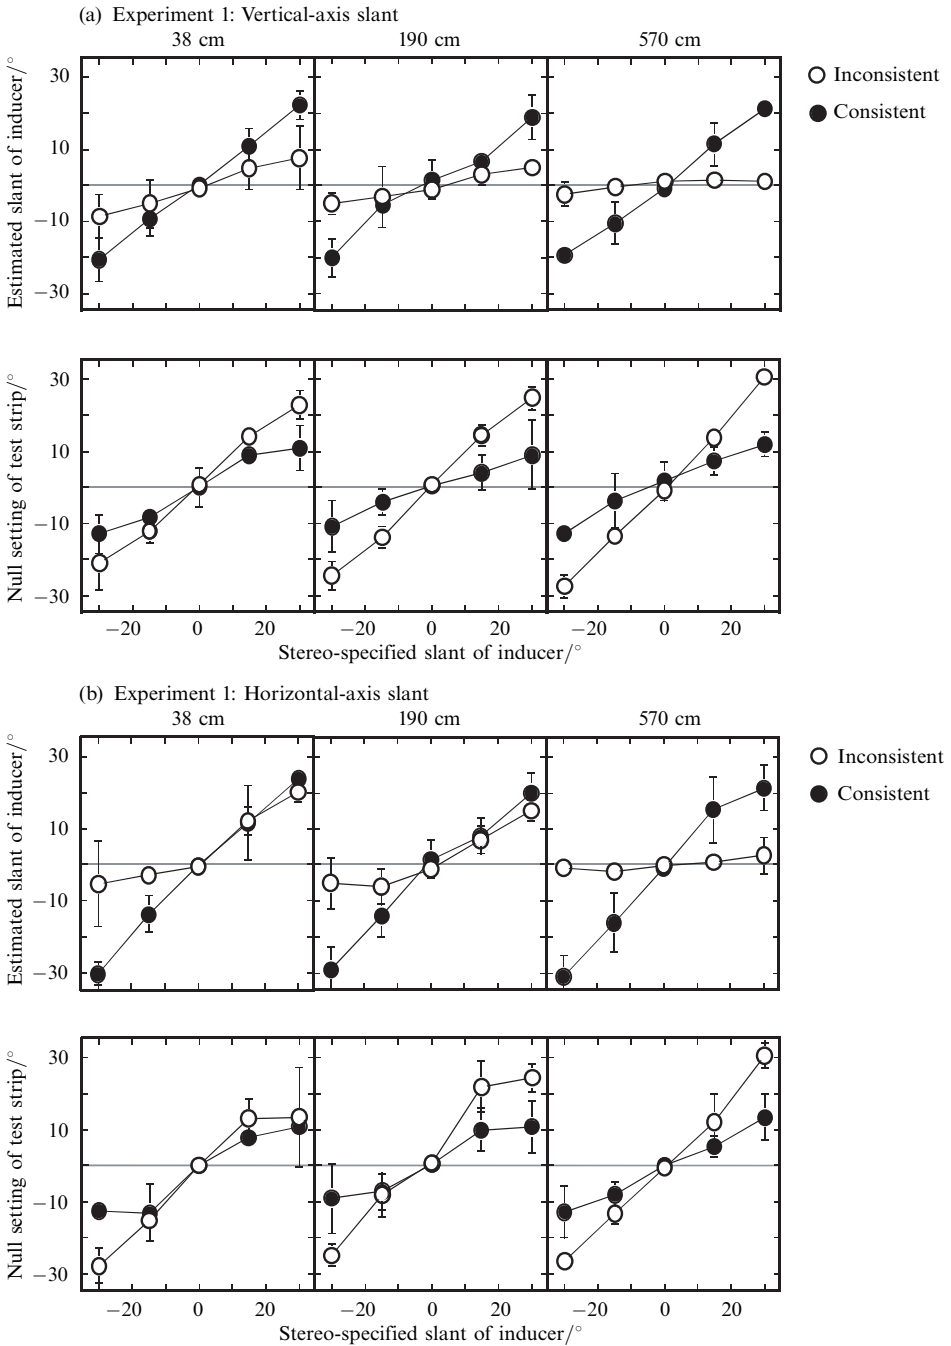 (a) Experiment 1: Vertical-axis slant
38 cm 190 cm 570 cm
Inconsistent
Consistent
Estimated slant of inducer/°
30
10
−10
−30
Null setting of test strip/°
30
10
−10
−30
−20 0 20 −20 0 20 −20 0 20
Stereo-specified slant of inducer/°
(b) Experiment 1: Horizontal-axis slant
38 cm 190 cm 570 cm
Inconsistent
Consistent
Estimated slant of inducer/°
30
10
−10
−30
Null setting of test strip/°
30
10
−10
−30
−20 0 20 −20 0 20 −20 0 20
Stereo-specified slant of inducer/°